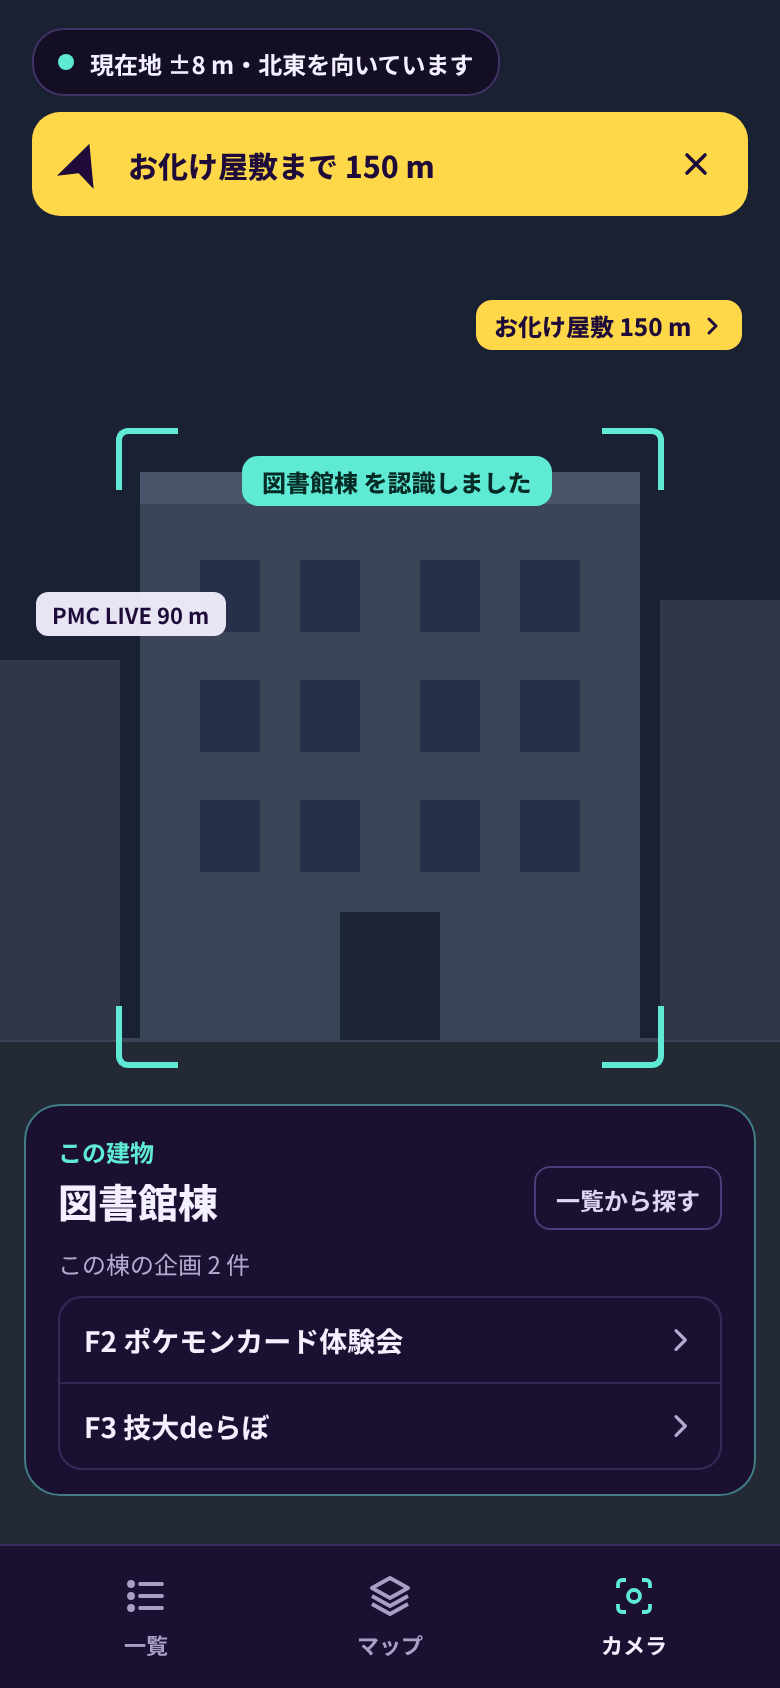 現在地 ±8 m・北東を向いています
お化け屋敷まで 150 m
お化け屋敷 150 m
図書館棟 を認識しました
PMC LIVE 90 m
この建物
図書館棟
一覧から探す
この棟の企画 2 件
F2 ポケモンカード体験会
F3 技大deらぼ
一覧
マップ
カメラ